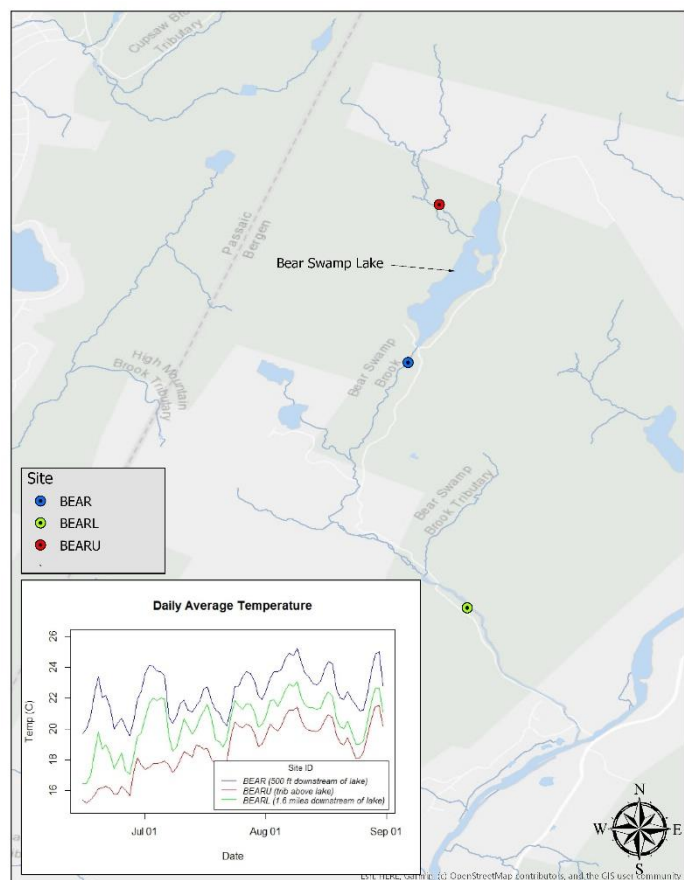 Cupsaw Brook
Tributary
Passaic
Bergen
Bear Swamp Lake
Bear Swamp
Brook
High Mountain
Brook Tributary
Bear Swamp
Brook Tributary
Site
BEAR
BEARL
BEARU
Daily Average Temperature
26
24
22
20
18
16
Temp (C)
Site ID
BEAR (500 ft downstream of lake)
BEARU (trib above lake)
BEARL (1.6 milea downstream of lake)
Jul 01
Aug 01
Sep 01
Date
N
W
E
S
Esri, HERE, Garmin, (c) OpenStreetMap contributors, and the GIS user community